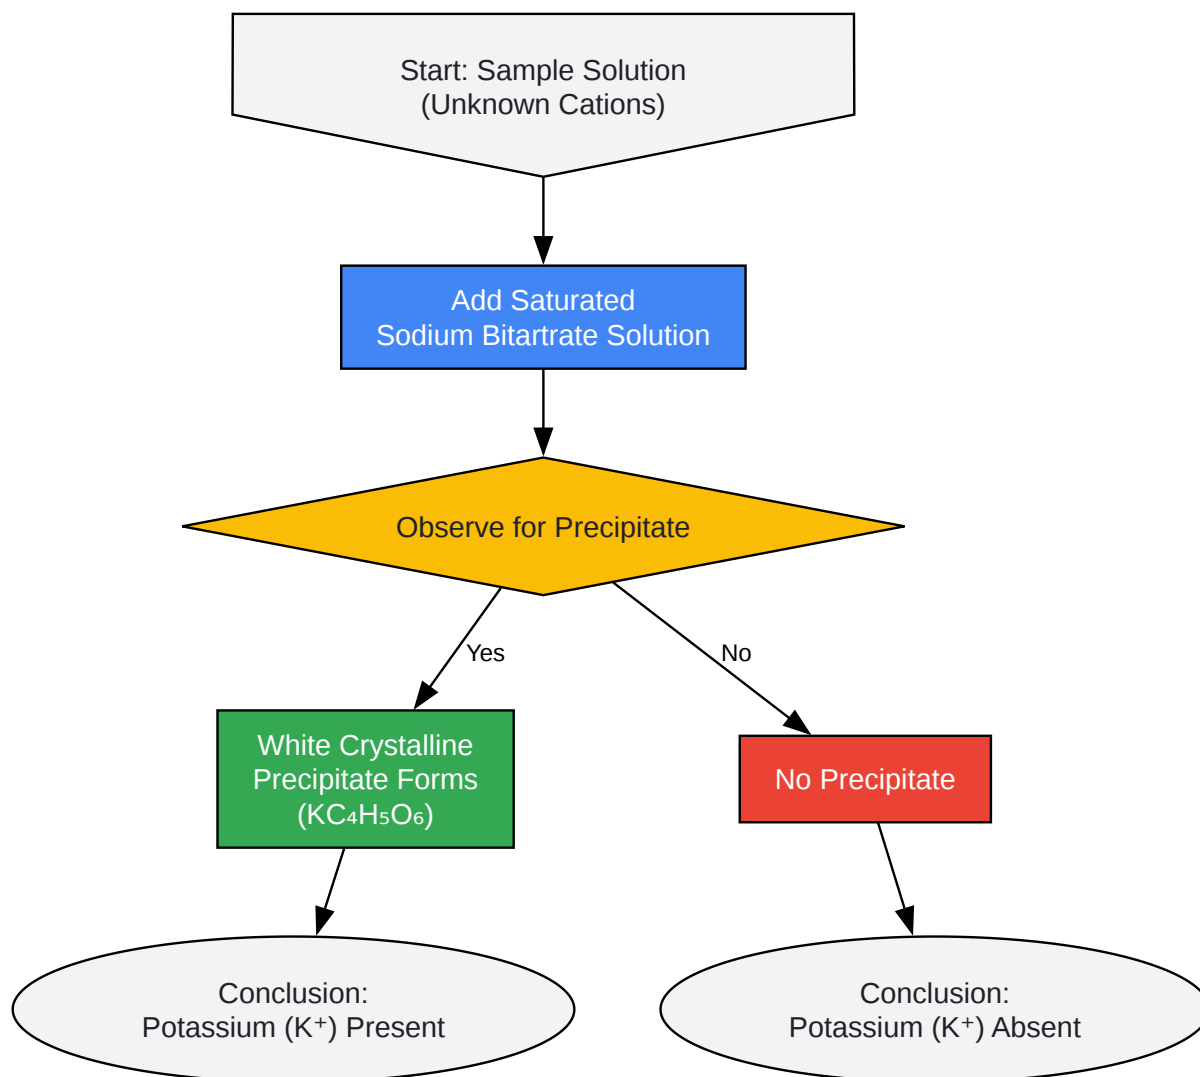 Start: Sample Solution
(Unknown Cations)
Add Saturated
Sodium Bitartrate Solution
Observe for Precipitate
Yes
No
White Crystalline
Precipitate Forms
(KC₄H₅O₆)
No Precipitate
Conclusion:
Potassium (K⁺) Present
Conclusion:
Potassium (K⁺) Absent